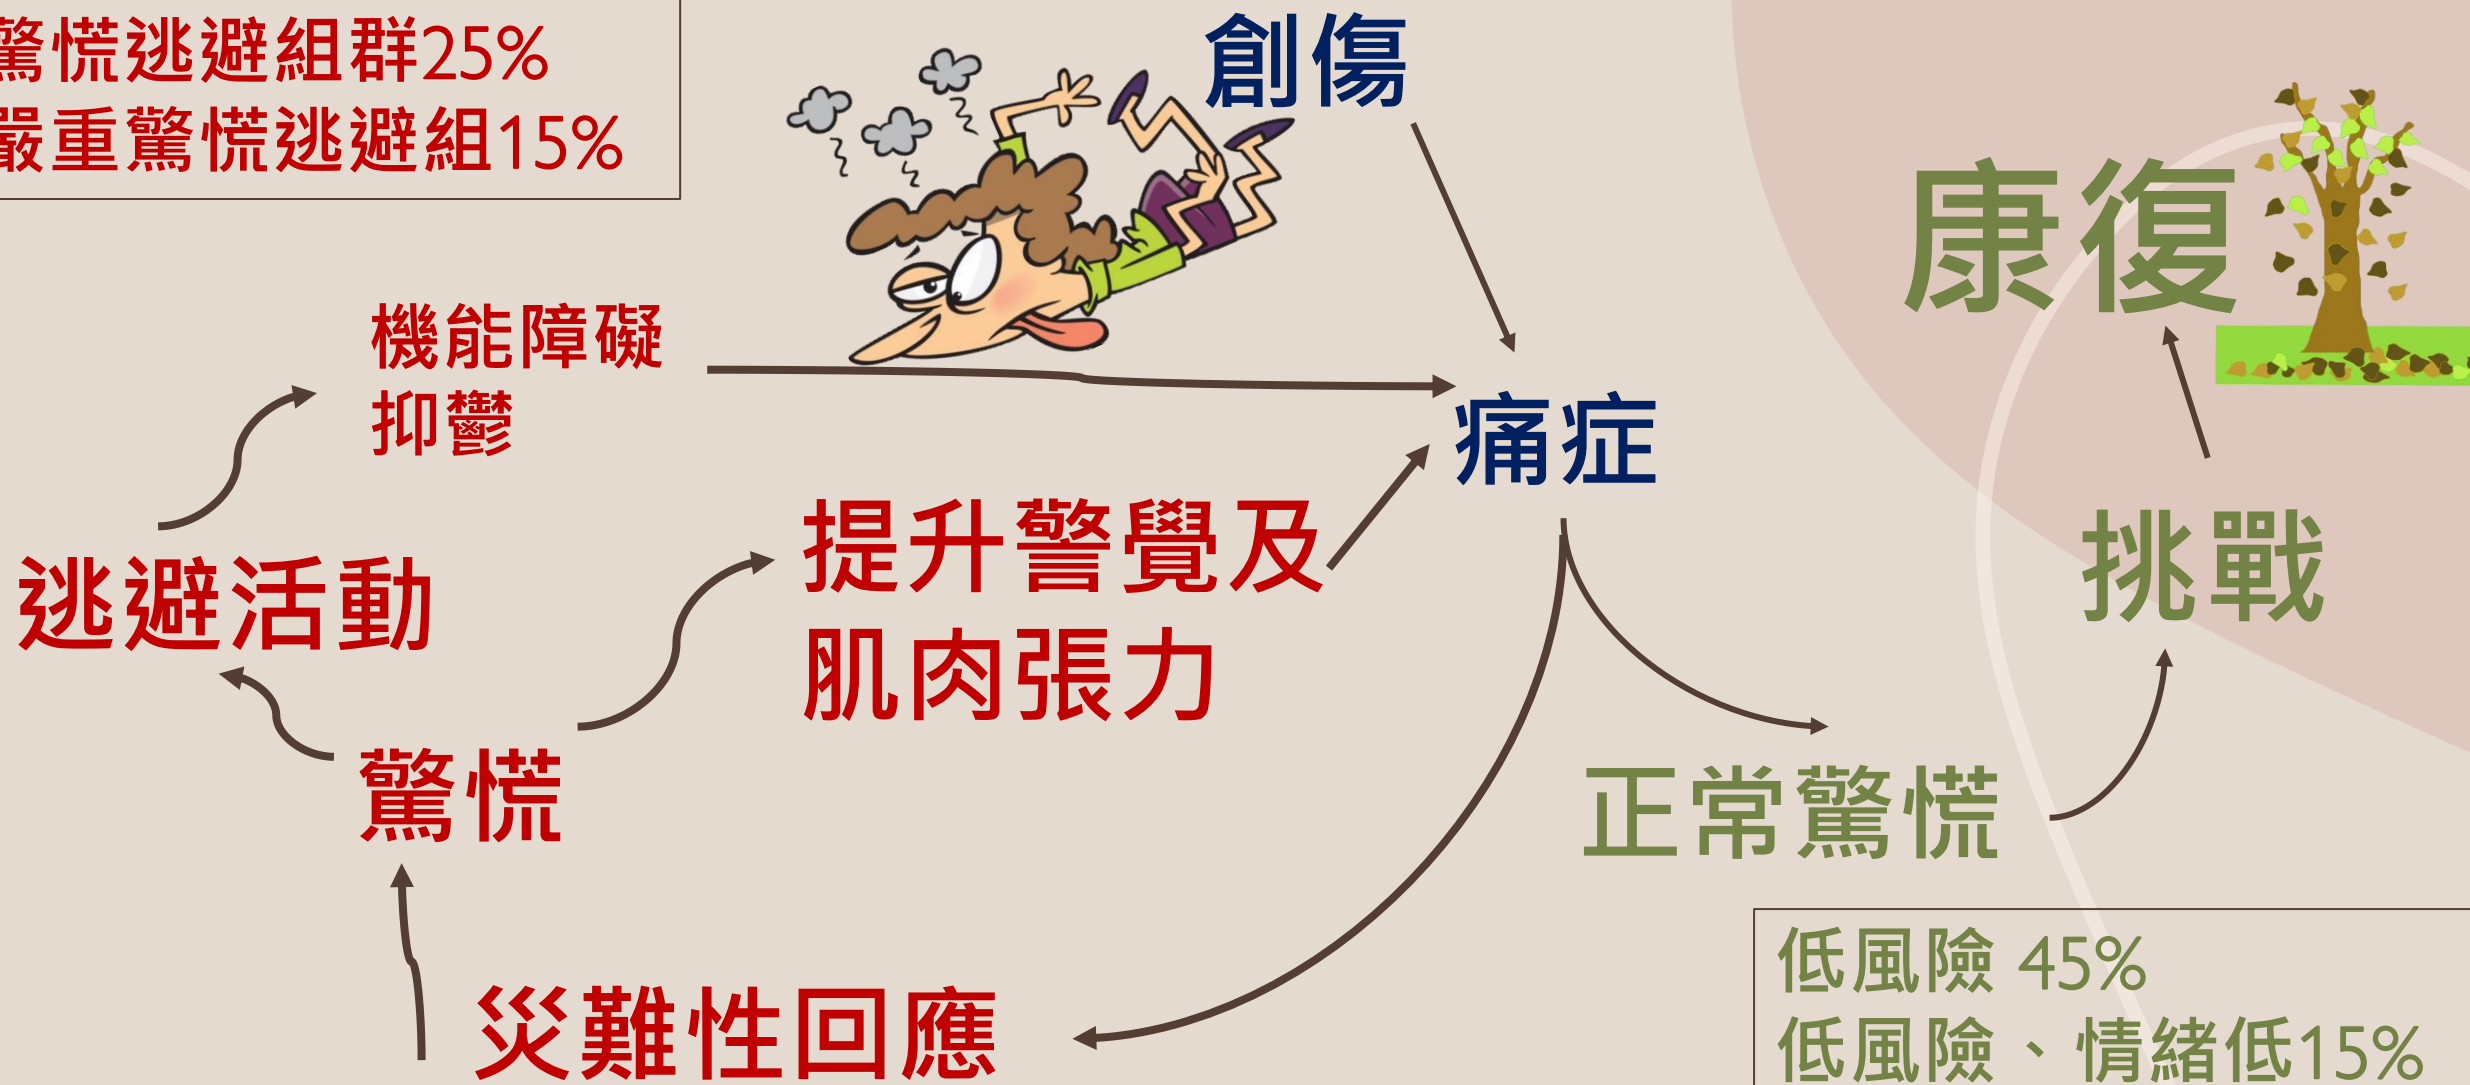 驚慌逃避組群25%
嚴重驚慌逃避組15%
創傷
康復
機能障礙
抑鬱
痛症
提升警覺及
肌肉張力
挑戰
逃避活動
驚慌
正常驚慌
災難性回應
低風險 45%
低風險、情緒低15%